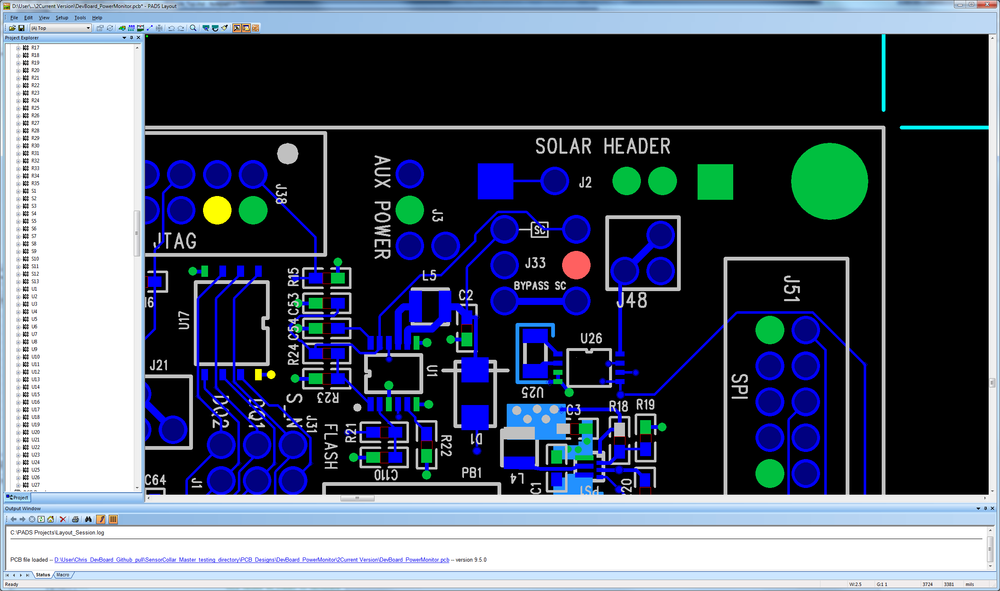 D:\User\...\2Current Version\DevBoard_PowerMonitor.pcb* - PADS Layout
File Edit View Setup Tools Help
(A) Top
Project Explorer
R17
R18
R19
R20
R21
R22
R23
R24
R25
R26
R27
R28
R29
R30
R31
R32
R33
R34
R35
S1
S2
S3
S4
S5
S6
S7
S8
S9
S10
S11
S12
S13
U1
U2
U3
U4
U5
U6
U7
U8
U9
U10
U11
U12
U13
U14
U15
U16
U17
U18
U19
U20
U21
U22
U23
U24
U25
U26
U27
Project
SOLAR HEADER
AUX POWER
J2
J38
J3
JTAG
SC
J33
R15
L5
BYPASS SC
C2
J48
J51
C53
U17
C54
U26
R24
J21
U1
SPI
R23
U25
S_IN
DQ2
DQ1
J31
C3
R18
R19
FLASH
R21
R22
D1
C110
PB1
L4
C64
J1
C1
PS1
Output Window
C:\PADS Projects\Layout_Session.log
PCB file loaded -- D:\User\Chris_DevBoard_Github_pull\SensorCollar_Master_testing_directory\PCB_Designs\DevBoard_PowerMonitor\2Current Version\DevBoard_PowerMonitor.pcb -- version 9.5.0
Status Macro
Ready
W:2.5 G:1 1 3724 3381 mils